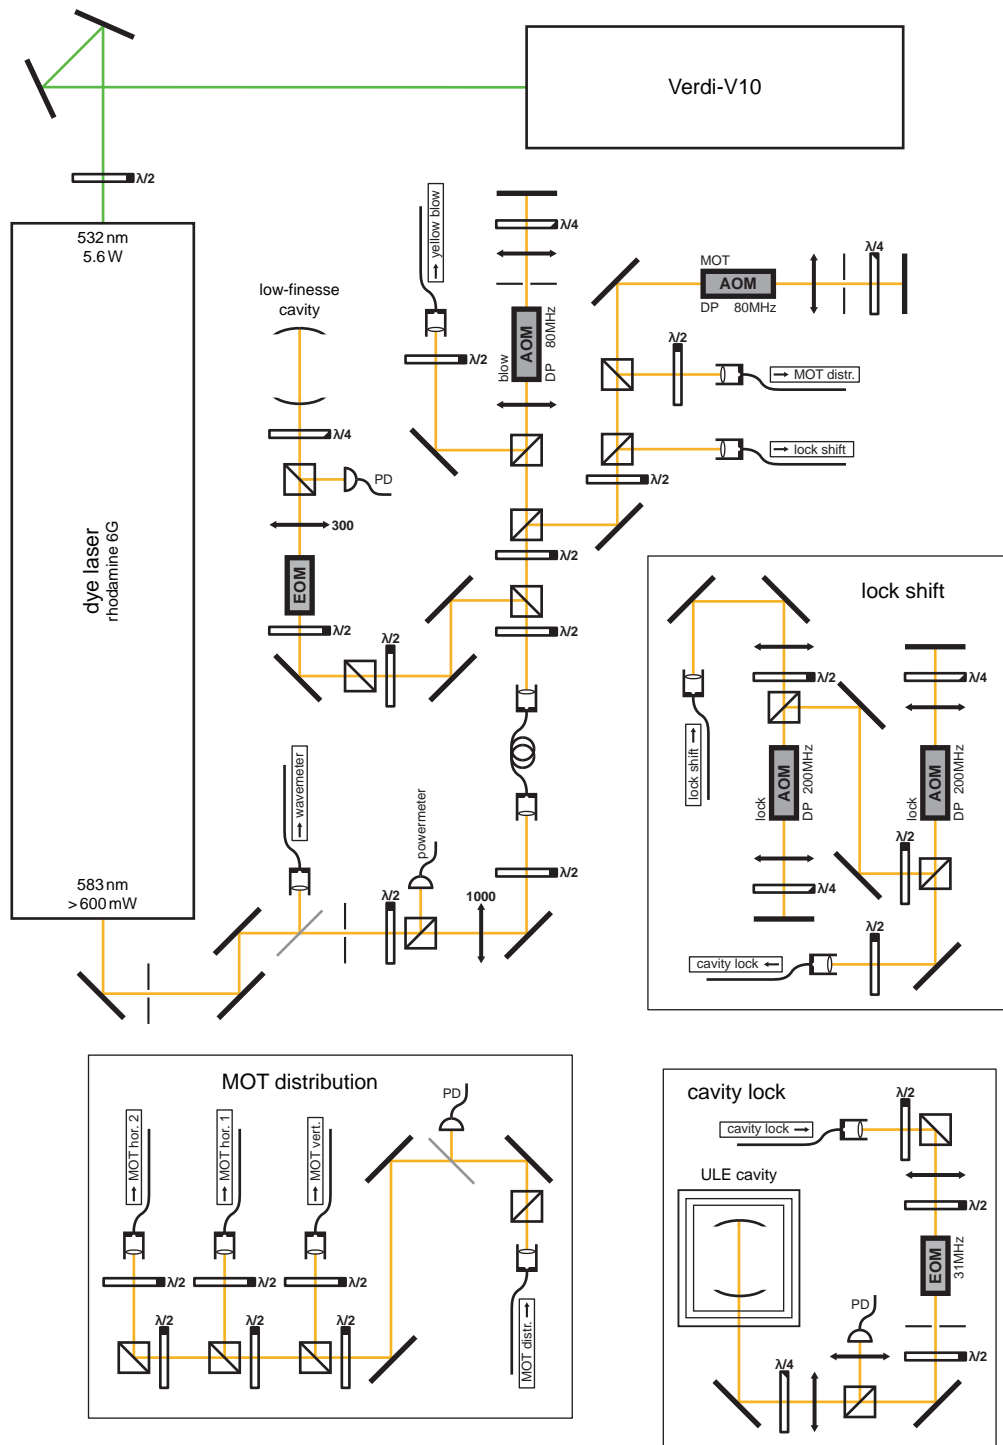 Verdi-V10
λ/2
532 nm
5.6 W
dye laser
rhodamine 6G
583 nm
> 600 mW
low-finesse
cavity
λ/4
PD
300
EOM
λ/2
λ/2
yellow blow
λ/2
λ/4
blow
AOM
DP 80MHz
MOT
AOM
DP 80MHz
λ/4
λ/2
MOT distr.
lock shift
λ/2
λ/2
λ/2
wavemeter
powermeter
λ/2
1000
λ/2
lock shift
lock shift
λ/2
λ/4
lock
AOM
DP 200MHz
lock
AOM
DP 200MHz
λ/2
λ/4
λ/2
cavity lock
MOT distribution
PD
MOT hor. 2
MOT hor. 1
MOT vert.
λ/2
λ/2
λ/2
λ/2
λ/2
λ/2
MOT distr.
cavity lock
λ/2
cavity lock
ULE cavity
λ/2
EOM
31MHz
PD
λ/2
λ/4